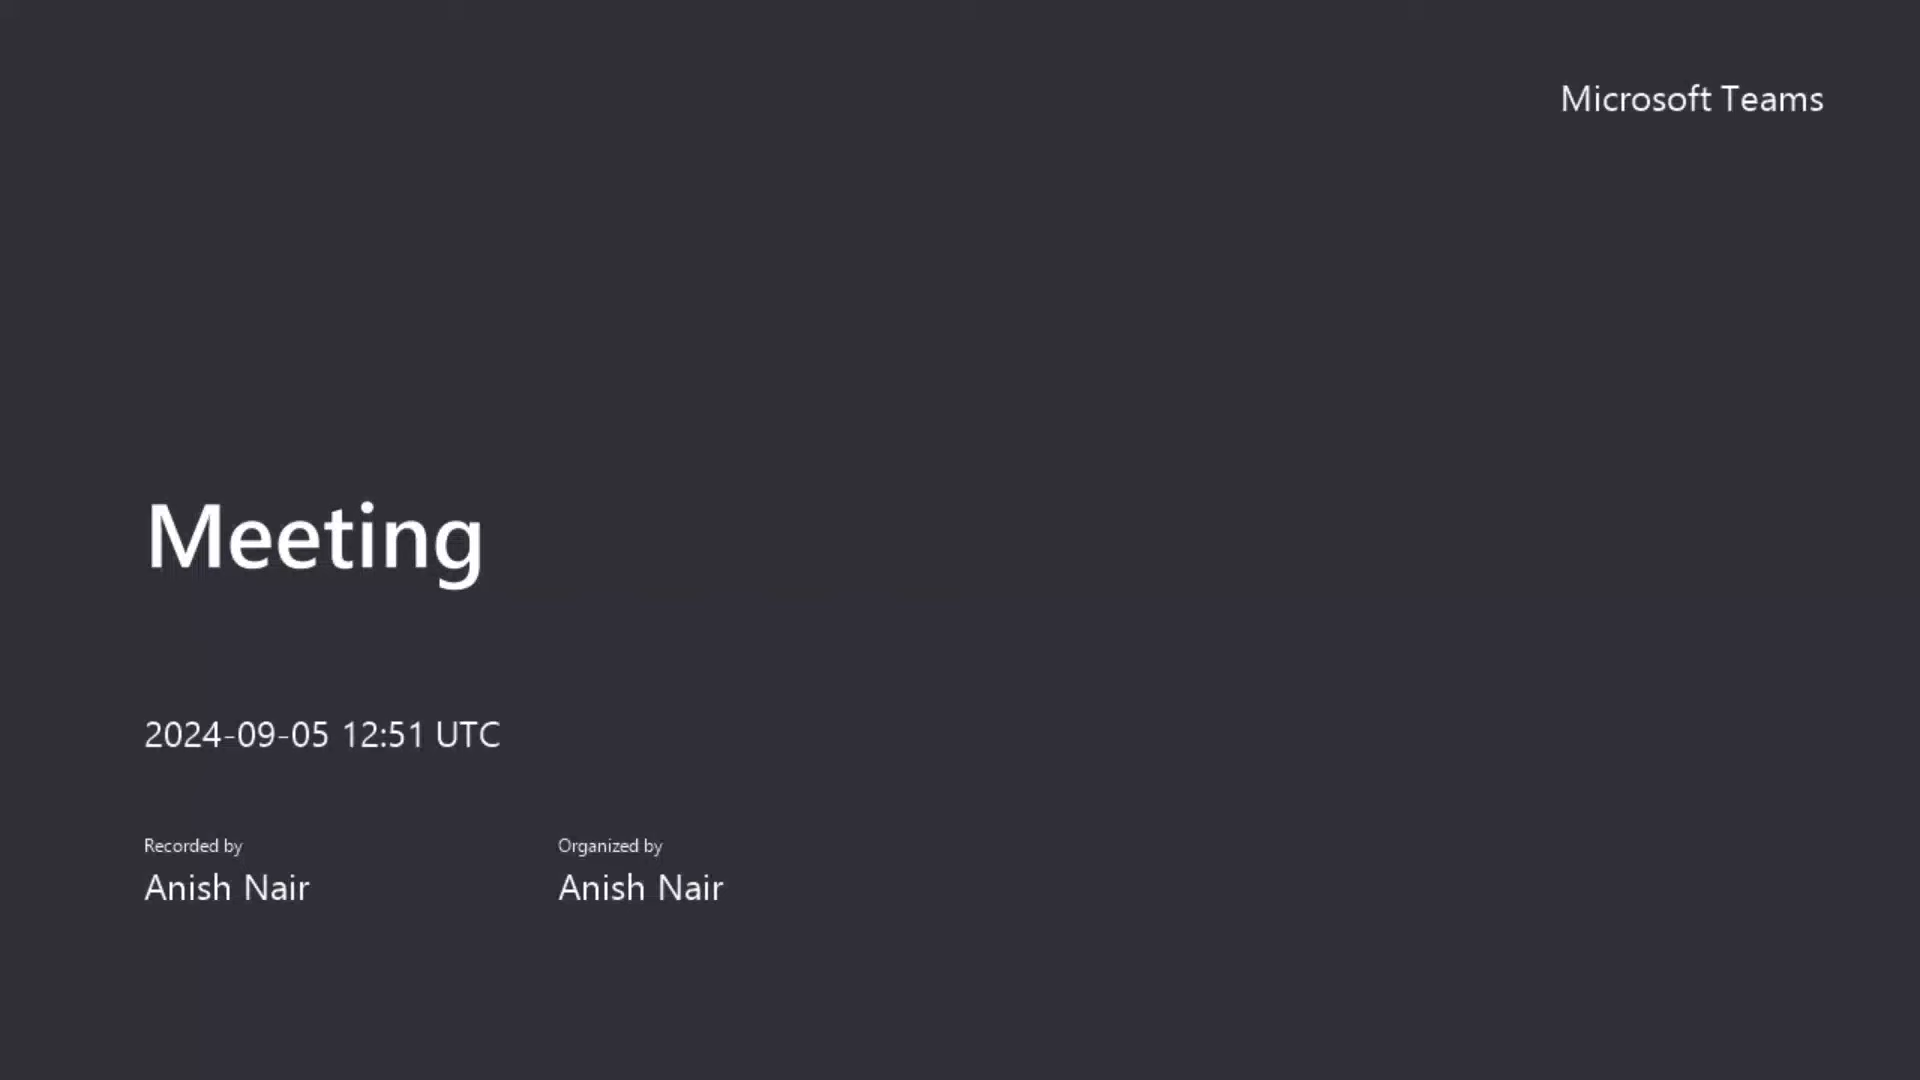 Microsoft Teams
Meeting
2024-09-05 12:51 UTC
Recorded by
Anish Nair
Organized by
Anish Nair